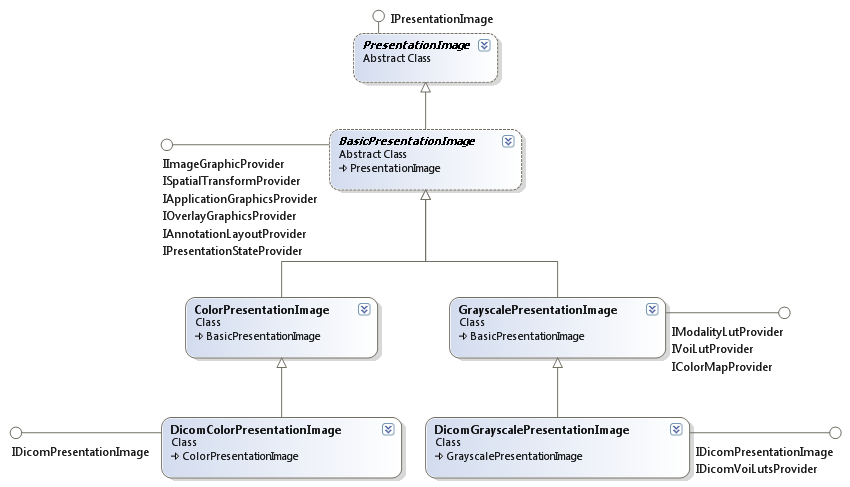 IPresentationImage
PresentationImage
Abstract Class
BasicPresentationImage
Abstract Class
PresentationImage
IImageGraphicProvider
ISpatialTransformProvider
IApplicationGraphicsProvider
IOverlayGraphicsProvider
IAnnotationLayoutProvider
IPresentationStateProvider
ColorPresentationImage
Class
BasicPresentationImage
GrayscalePresentationImage
Class
BasicPresentationImage
IModalityLutProvider
IVoiLutProvider
IColorMapProvider
DicomColorPresentationImage
Class
ColorPresentationImage
IDicomPresentationImage
DicomGrayscalePresentationImage
Class
GrayscalePresentationImage
IDicomPresentationImage
IDicomVoiLutsProvider